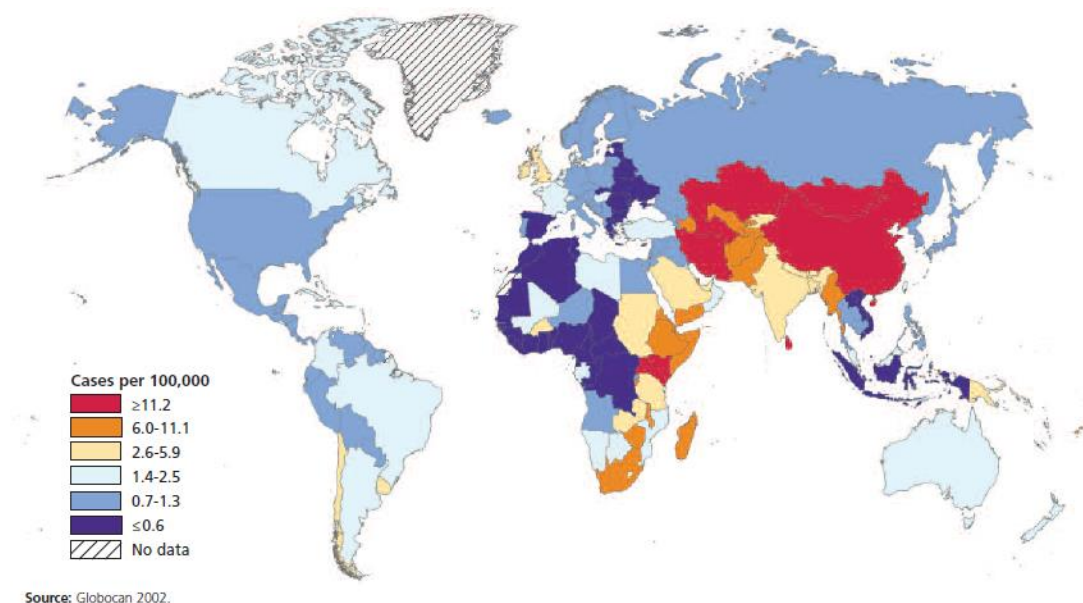 Cases per 100,000
≥11.2
6.0-11.1
2.6-5.9
1.4-2.5
0.7-1.3
≤0.6
No data
Source: Globocan 2002.